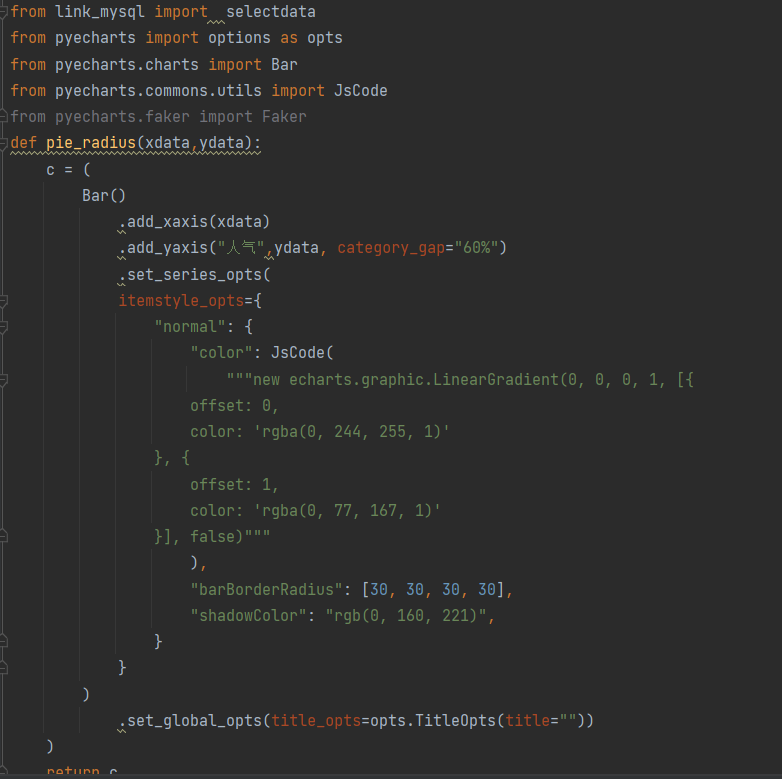 from link_mysql import  selectdata
from pyecharts import options as opts
from pyecharts.charts import Bar
from pyecharts.commons.utils import JsCode
from pyecharts.faker import Faker
def pie_radius(xdata,ydata):
    c = (
        Bar()
            .add_xaxis(xdata)
            .add_yaxis("人气",ydata, category_gap="60%")
            .set_series_opts(
            itemstyle_opts={
                "normal": {
                    "color": JsCode(
                        """new echarts.graphic.LinearGradient(0, 0, 0, 1, [{
                    offset: 0,
                    color: 'rgba(0, 244, 255, 1)'
                }, {
                    offset: 1,
                    color: 'rgba(0, 77, 167, 1)'
                }], false)"""
                    ),
                    "barBorderRadius": [30, 30, 30, 30],
                    "shadowColor": "rgb(0, 160, 221)",
                }
            }
        )
            .set_global_opts(title_opts=opts.TitleOpts(title=""))
    )
    return c